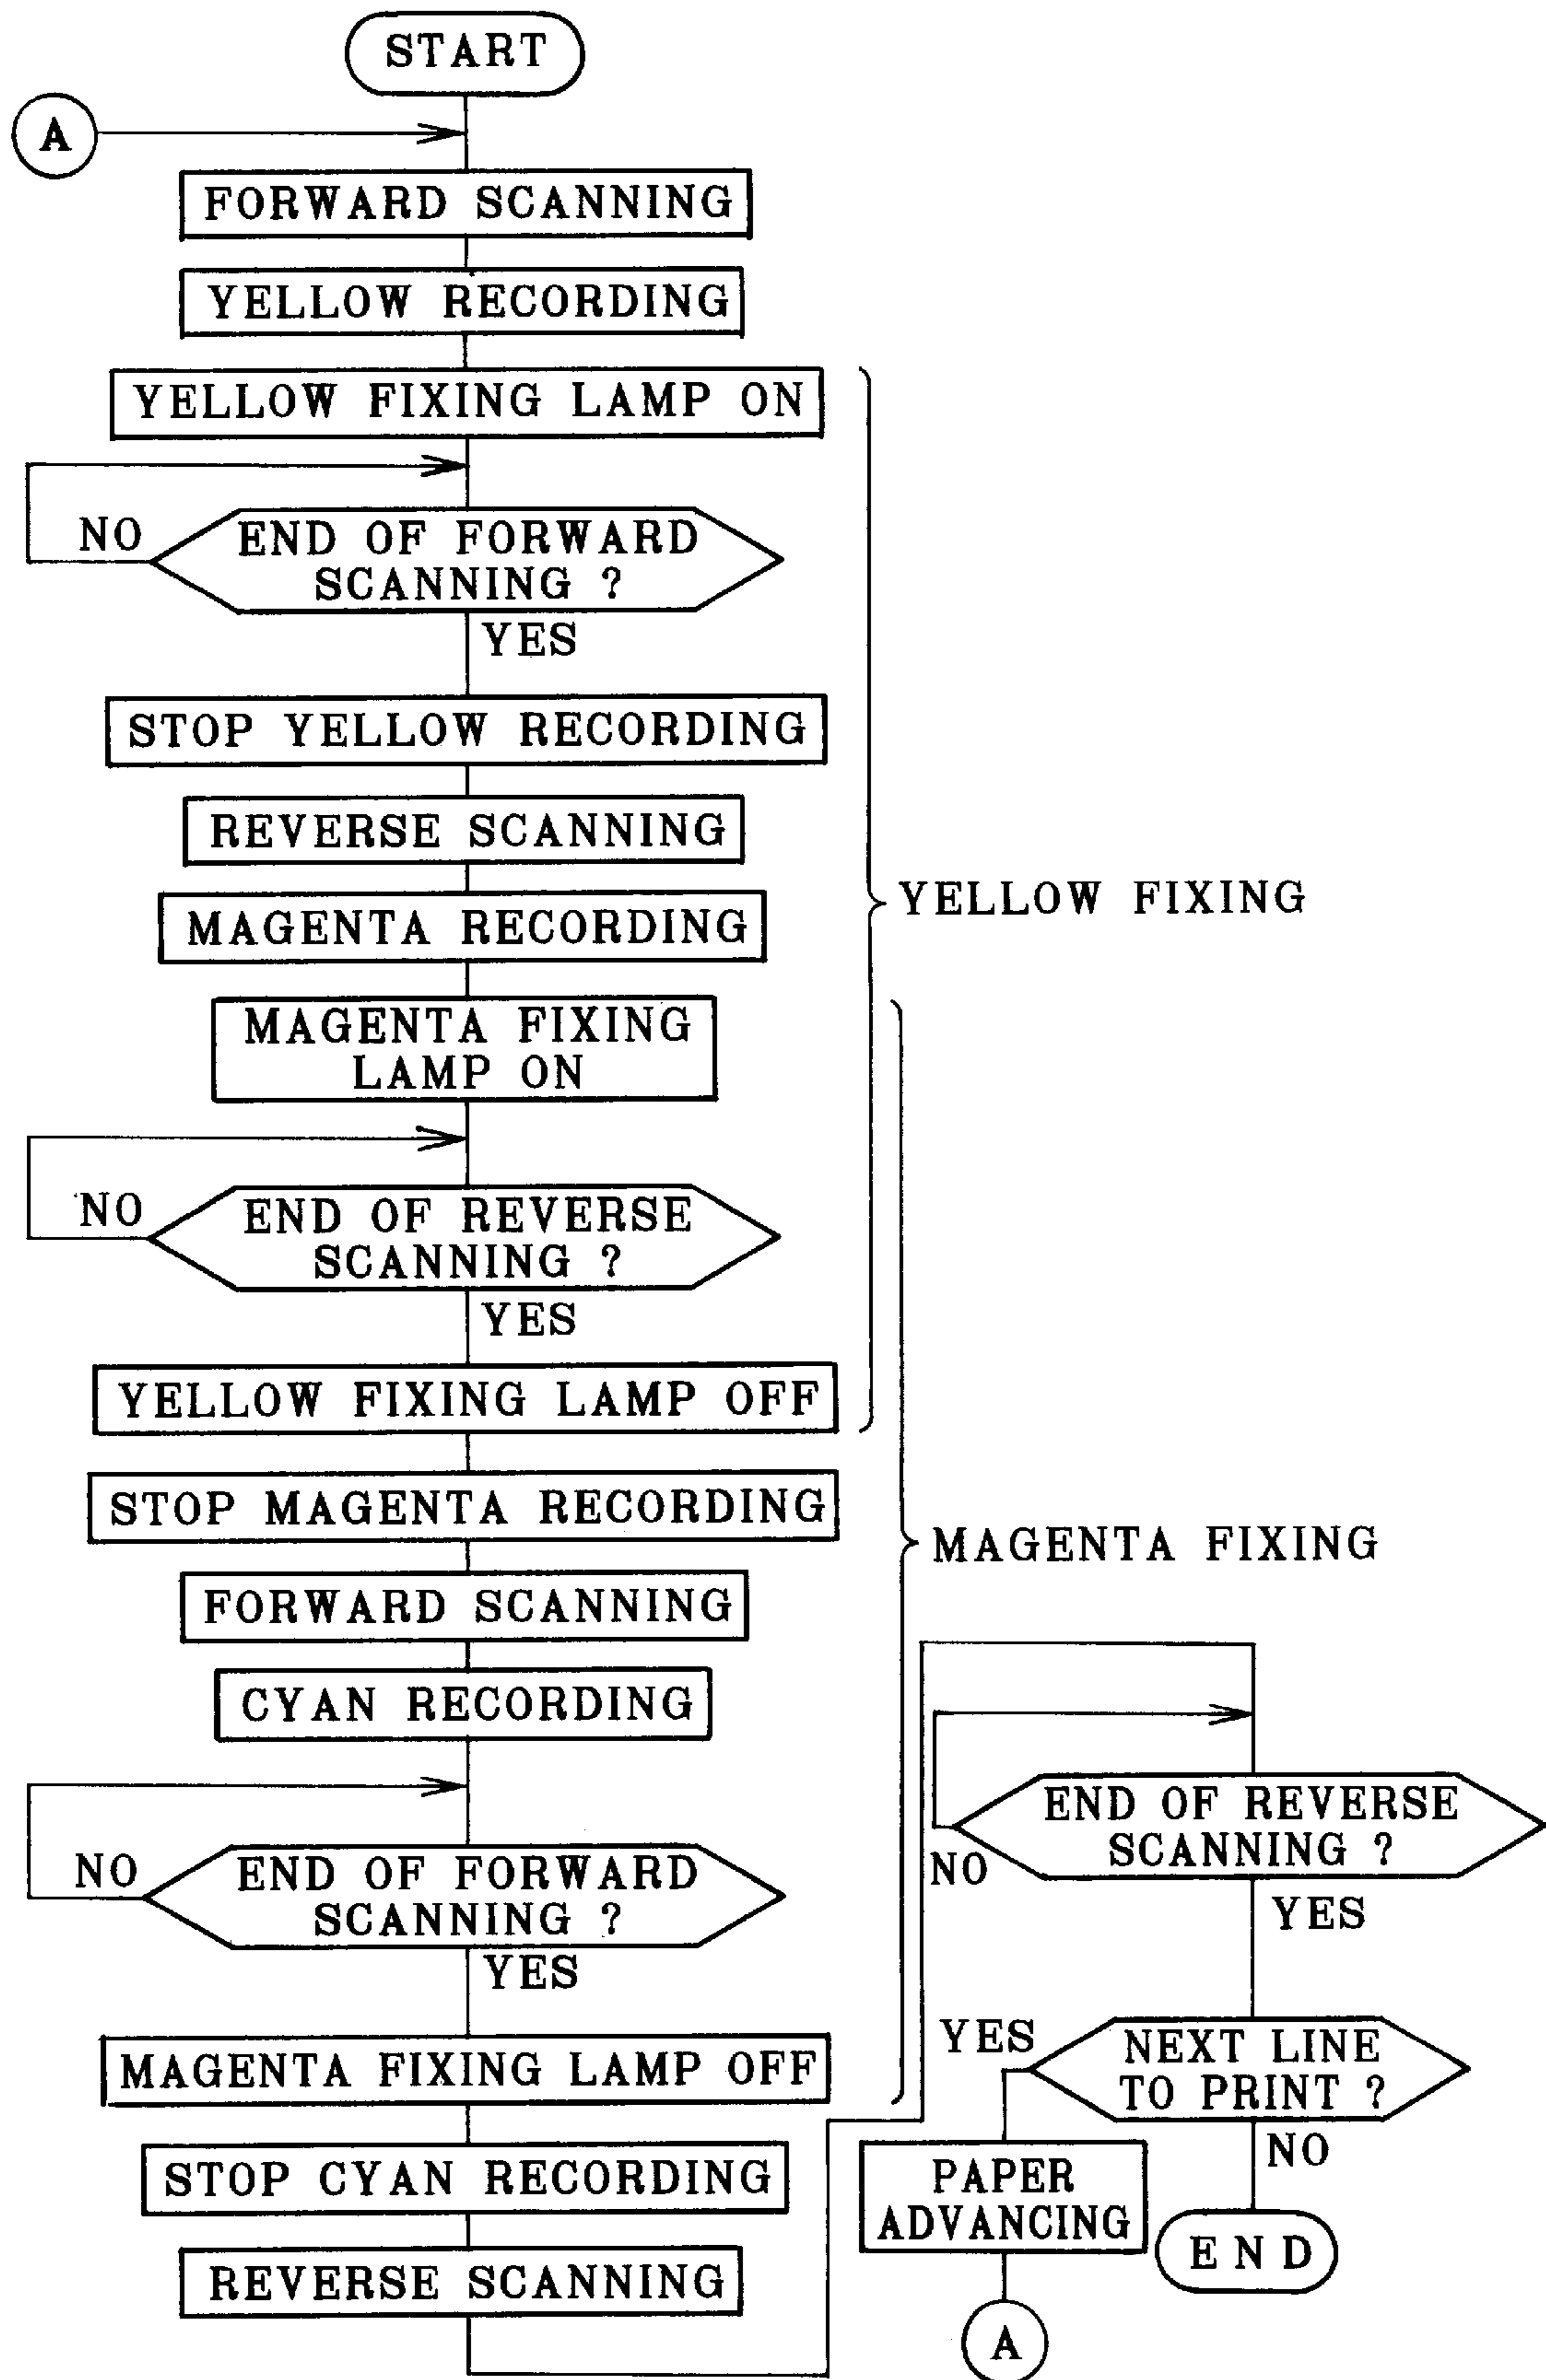 START
A
FORWARD SCANNING
YELLOW RECORDING
YELLOW FIXING LAMP ON
NO
END OF FORWARD
SCANNING ?
YES
STOP YELLOW RECORDING
REVERSE SCANNING
MAGENTA RECORDING
YELLOW FIXING
MAGENTA FIXING
LAMP ON
NO
END OF REVERSE
SCANNING ?
YES
YELLOW FIXING LAMP OFF
STOP MAGENTA RECORDING
MAGENTA FIXING
FORWARD SCANNING
CYAN RECORDING
NO
END OF FORWARD
SCANNING ?
YES
MAGENTA FIXING LAMP OFF
STOP CYAN RECORDING
REVERSE SCANNING
END OF REVERSE
SCANNING ?
NO
YES
YES
NEXT LINE
TO PRINT ?
NO
PAPER
ADVANCING
END
A